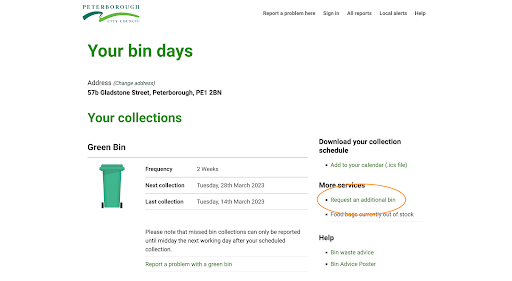 PETERBOROUGH
CITY COUNCIL
Report a problem here
Sign in
All reports
Local alerts
Help
Your bin days
Address (Change address)
57b Gladstone Street, Peterborough, PE1 2BN
Your collections
Green Bin
Frequency 2 Weeks
Next collection Tuesday, 28th March 2023
Last collection Tuesday, 14th March 2023
Please note that missed bin collections can only be reported
until midday the next working day after your scheduled
collection.
Report a problem with a green bin
Download your collection
schedule
Add to your calendar (.ics file)
More services
Request an additional bin
Food bags currently out of stock
Help
Bin waste advice
Bin Advice Poster